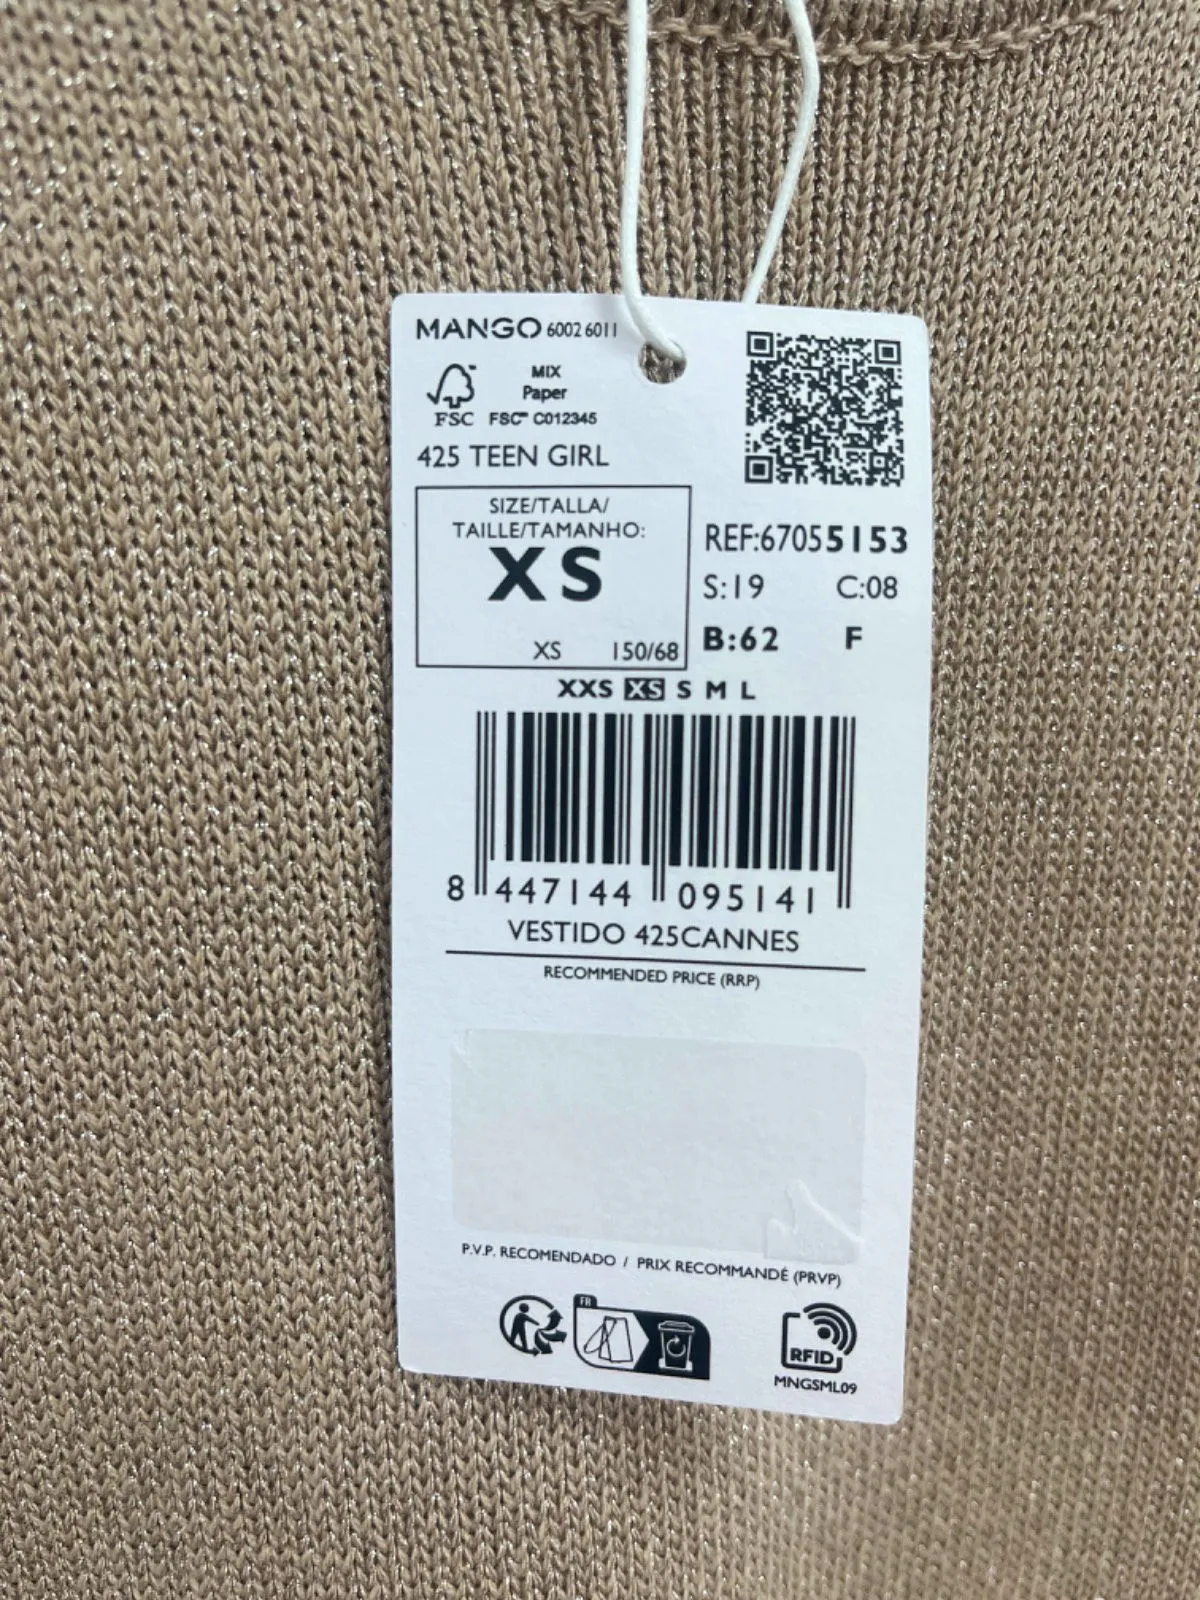 MANGO 6002 6011
MIX
Paper
FSC FSC™ C012345
425 TEEN GIRL
SIZE/TALLA/
TAILLE/TAMANHO:
XS
XS 150/68
REF:67055153
S:19 C:08
B:62 F
XXS XS S M L
8 447144 095141
VESTIDO 425CANNES
RECOMMENDED PRICE (RRP)
P.V.P. RECOMENDADO / PRIX RECOMMANDÉ (PRVP)
FR
RFID
MNGSML09